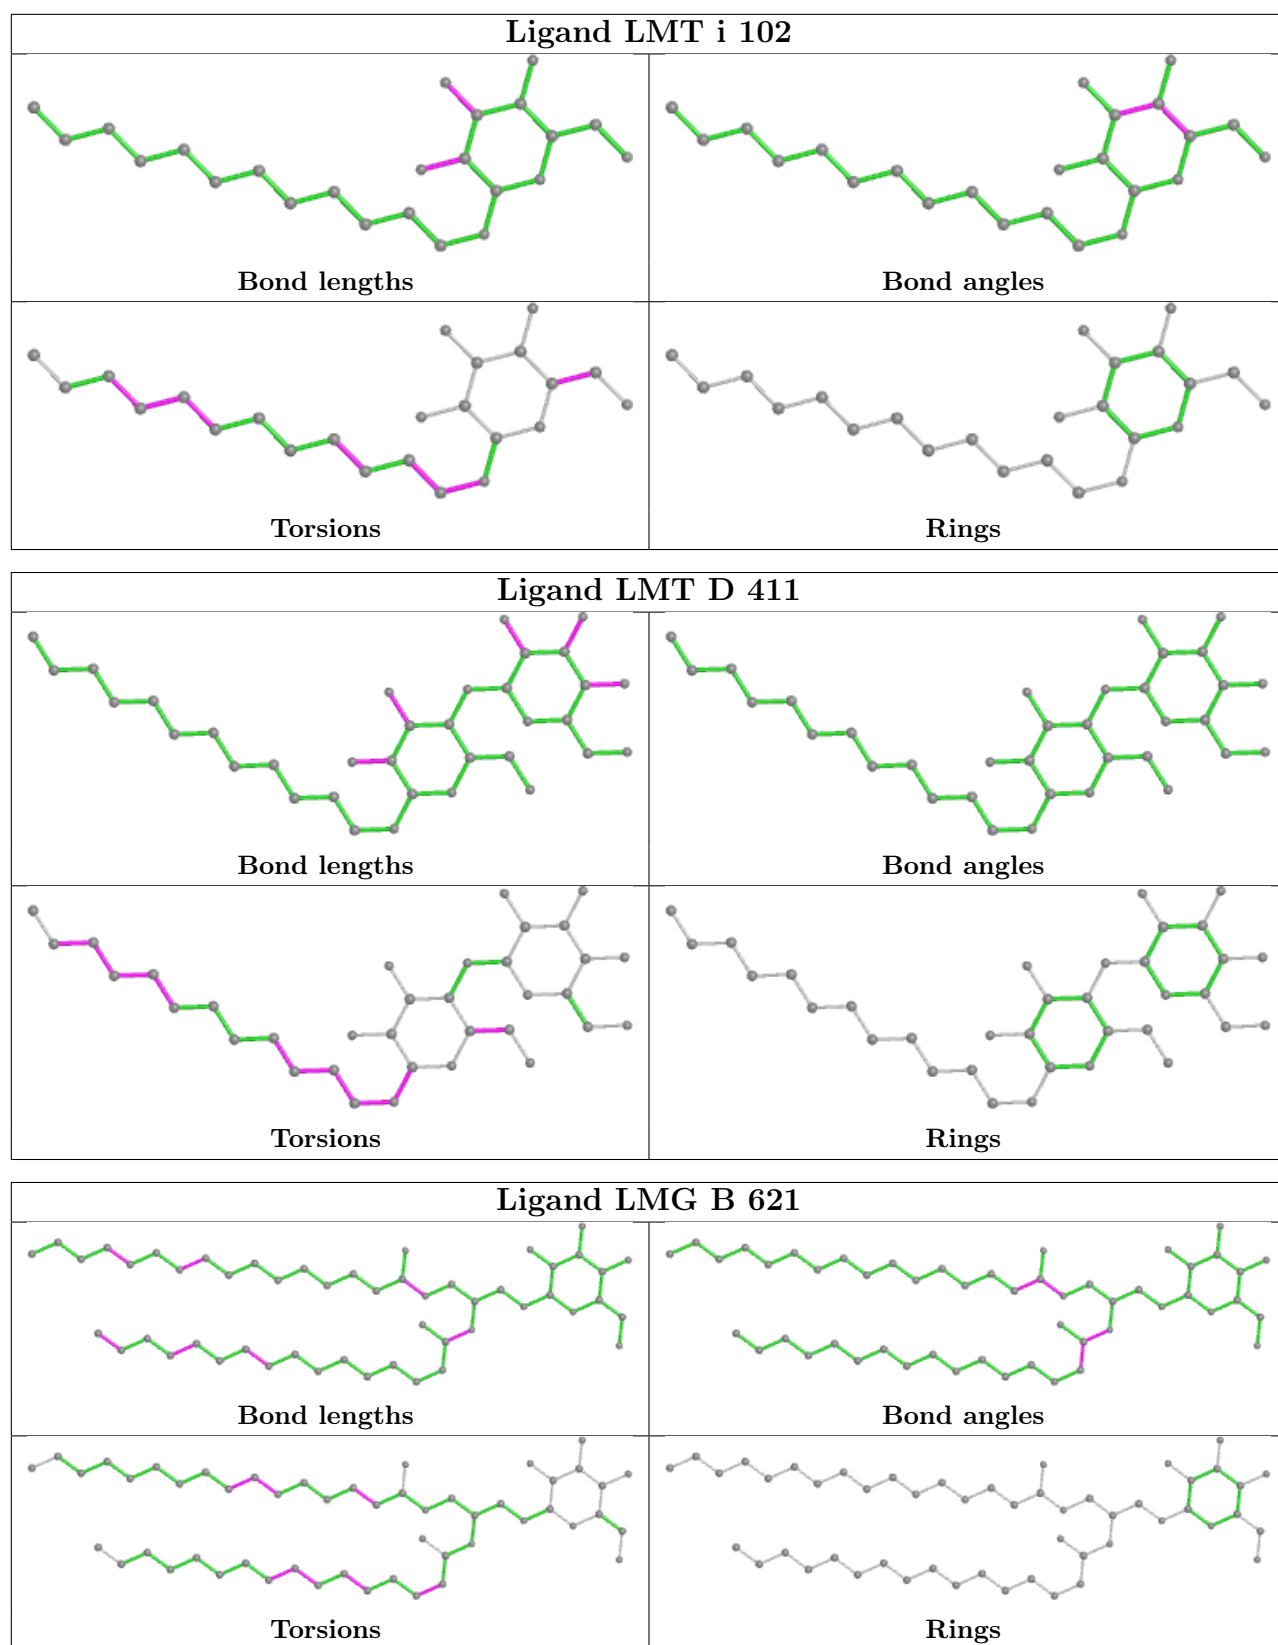 Ligand LMT i 102
Bond lengths
Bond angles
Torsions
Rings
Ligand LMT D 411
Bond lengths
Bond angles
Torsions
Rings
Ligand LMG B 621
Bond lengths
Bond angles
Torsions
Rings